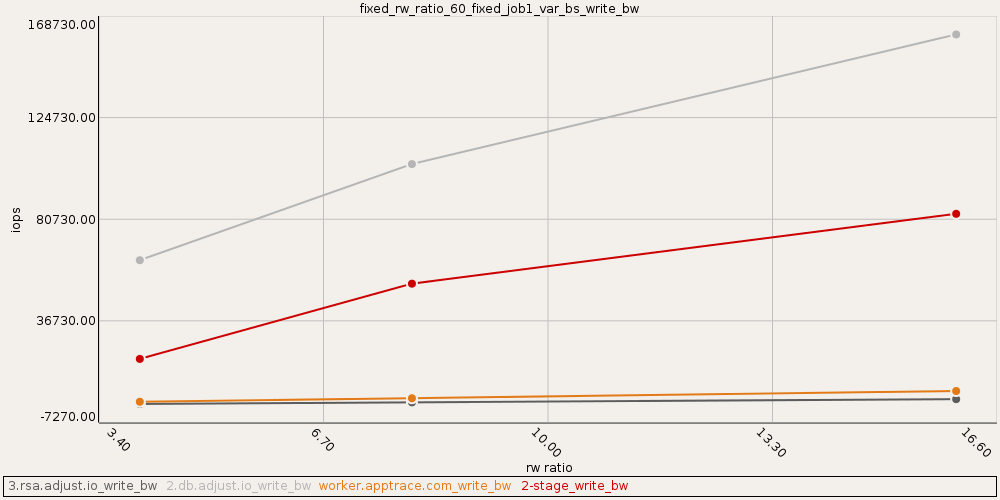 fixed_rw_ratio_60_fixed_job1_var_bs_write_bw
168730.00
124730.00
80730.00
36730.00
-7270.00
iops
3.40 6.70 10.00 13.30 16.60
rw ratio
3.rsa.adjust.io_write_bw 2.db.adjust.io_write_bw worker.apptrace.com_write_bw 2-stage_write_bw